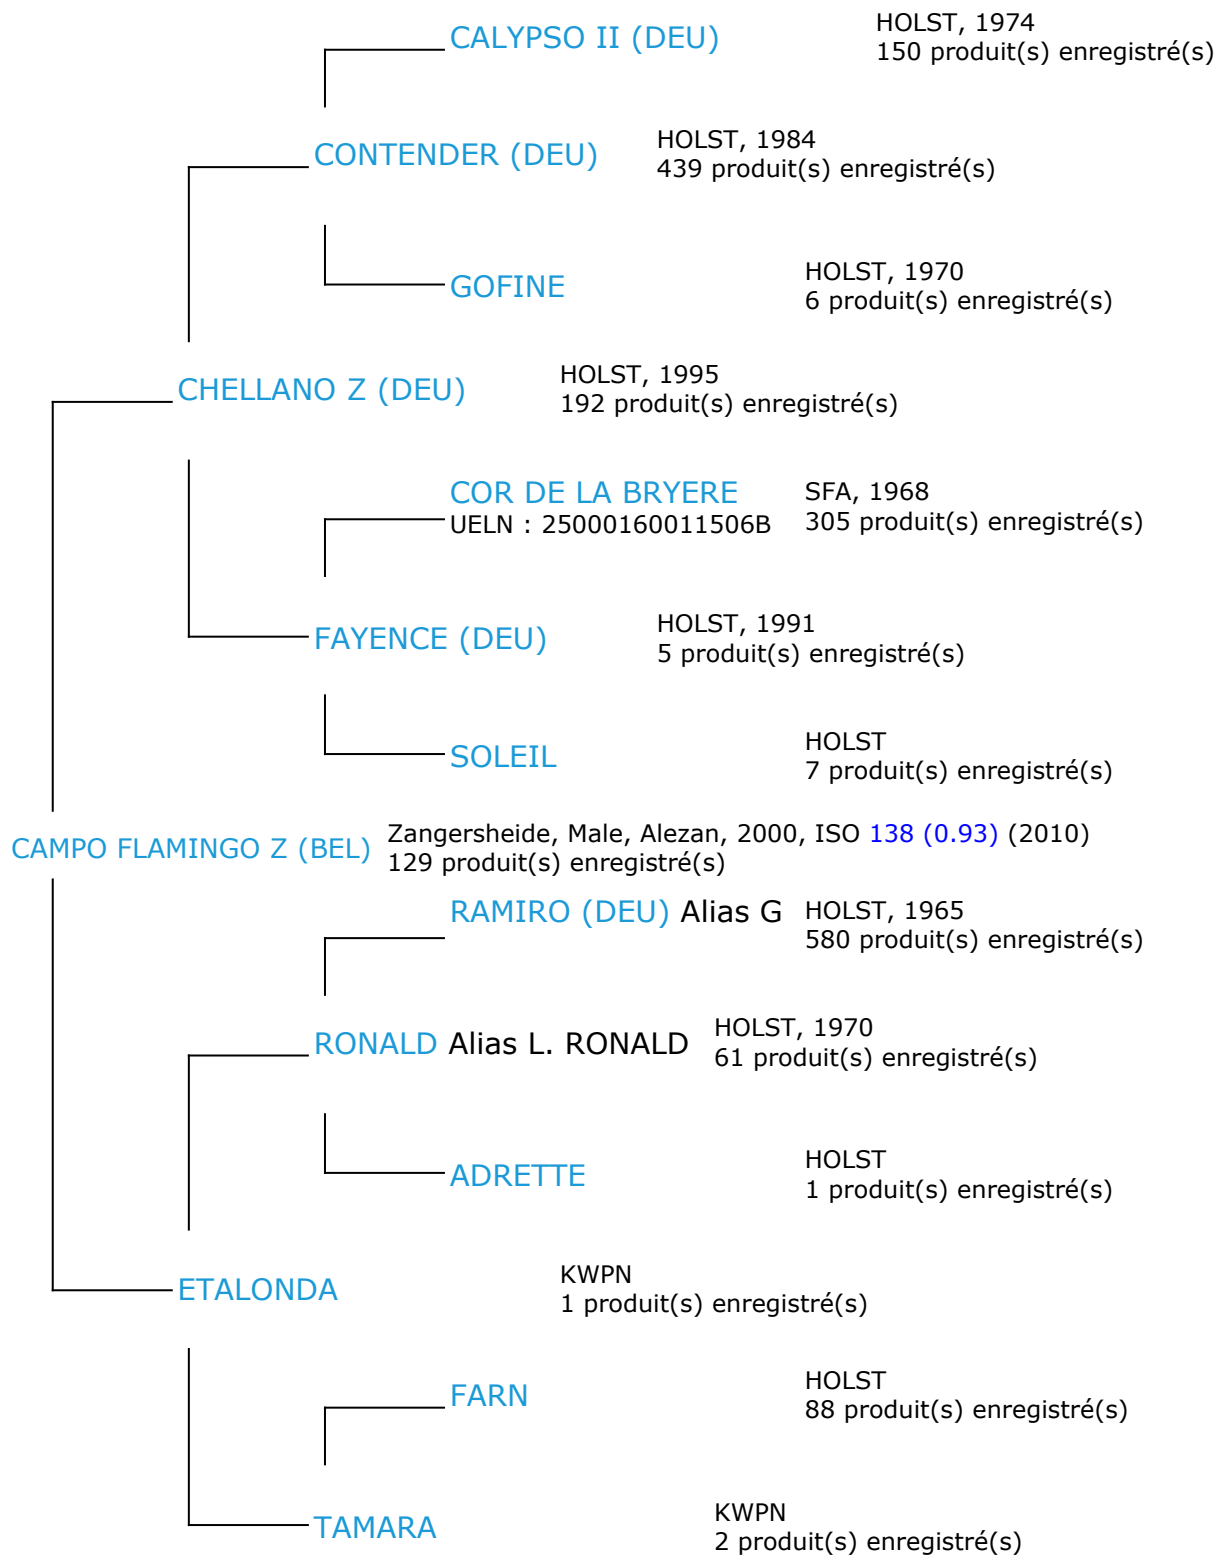 CALYPSO II (DEU)
HOLST, 1974
150 produit(s) enregistré(s)
CONTENDER (DEU)
HOLST, 1984
439 produit(s) enregistré(s)
GOFINE
HOLST, 1970
6 produit(s) enregistré(s)
CHELLANO Z (DEU)
HOLST, 1995
192 produit(s) enregistré(s)
COR DE LA BRYERE
UELN : 25000160011506B
SFA, 1968
305 produit(s) enregistré(s)
FAYENCE (DEU)
HOLST, 1991
5 produit(s) enregistré(s)
SOLEIL
HOLST
7 produit(s) enregistré(s)
CAMPO FLAMINGO Z (BEL)
Zangersheide, Male, Alezan, 2000, ISO 138 (0.93) (2010)
129 produit(s) enregistré(s)
RAMIRO (DEU) Alias G
HOLST, 1965
580 produit(s) enregistré(s)
RONALD Alias L. RONALD
HOLST, 1970
61 produit(s) enregistré(s)
ADRETTE
HOLST
1 produit(s) enregistré(s)
ETALONDA
KWPN
1 produit(s) enregistré(s)
FARN
HOLST
88 produit(s) enregistré(s)
TAMARA
KWPN
2 produit(s) enregistré(s)